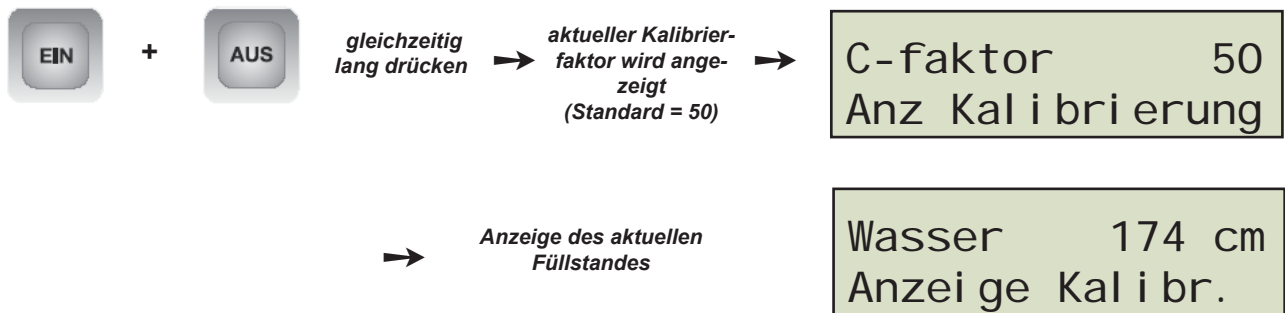 EIN
+
AUS
gleichzeitig
lang drücken
aktueller Kalibrier-
faktor wird ange-
zeigt
(Standard = 50)
C-faktor 50
Anz Kalibrierung
Anzeige des aktuellen
Füllstandes
Wasser 174 cm
Anzeige Kalibr.